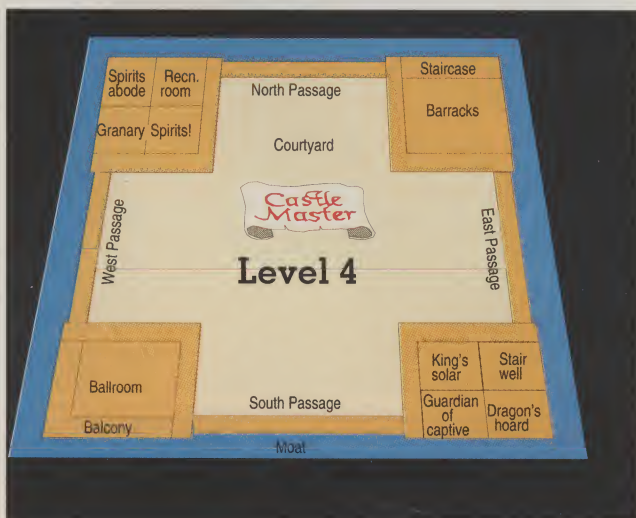 Spirits abode
Recn. room
Granary
Spirits!
Staircase
Barracks
North Passage
Courtyard
Castle
Master
West Passage
East Passage
Level 4
Ballroom
Balcony
South Passage
King's solar
Stair well
Guardian of captive
Dragon's hoard
Moat